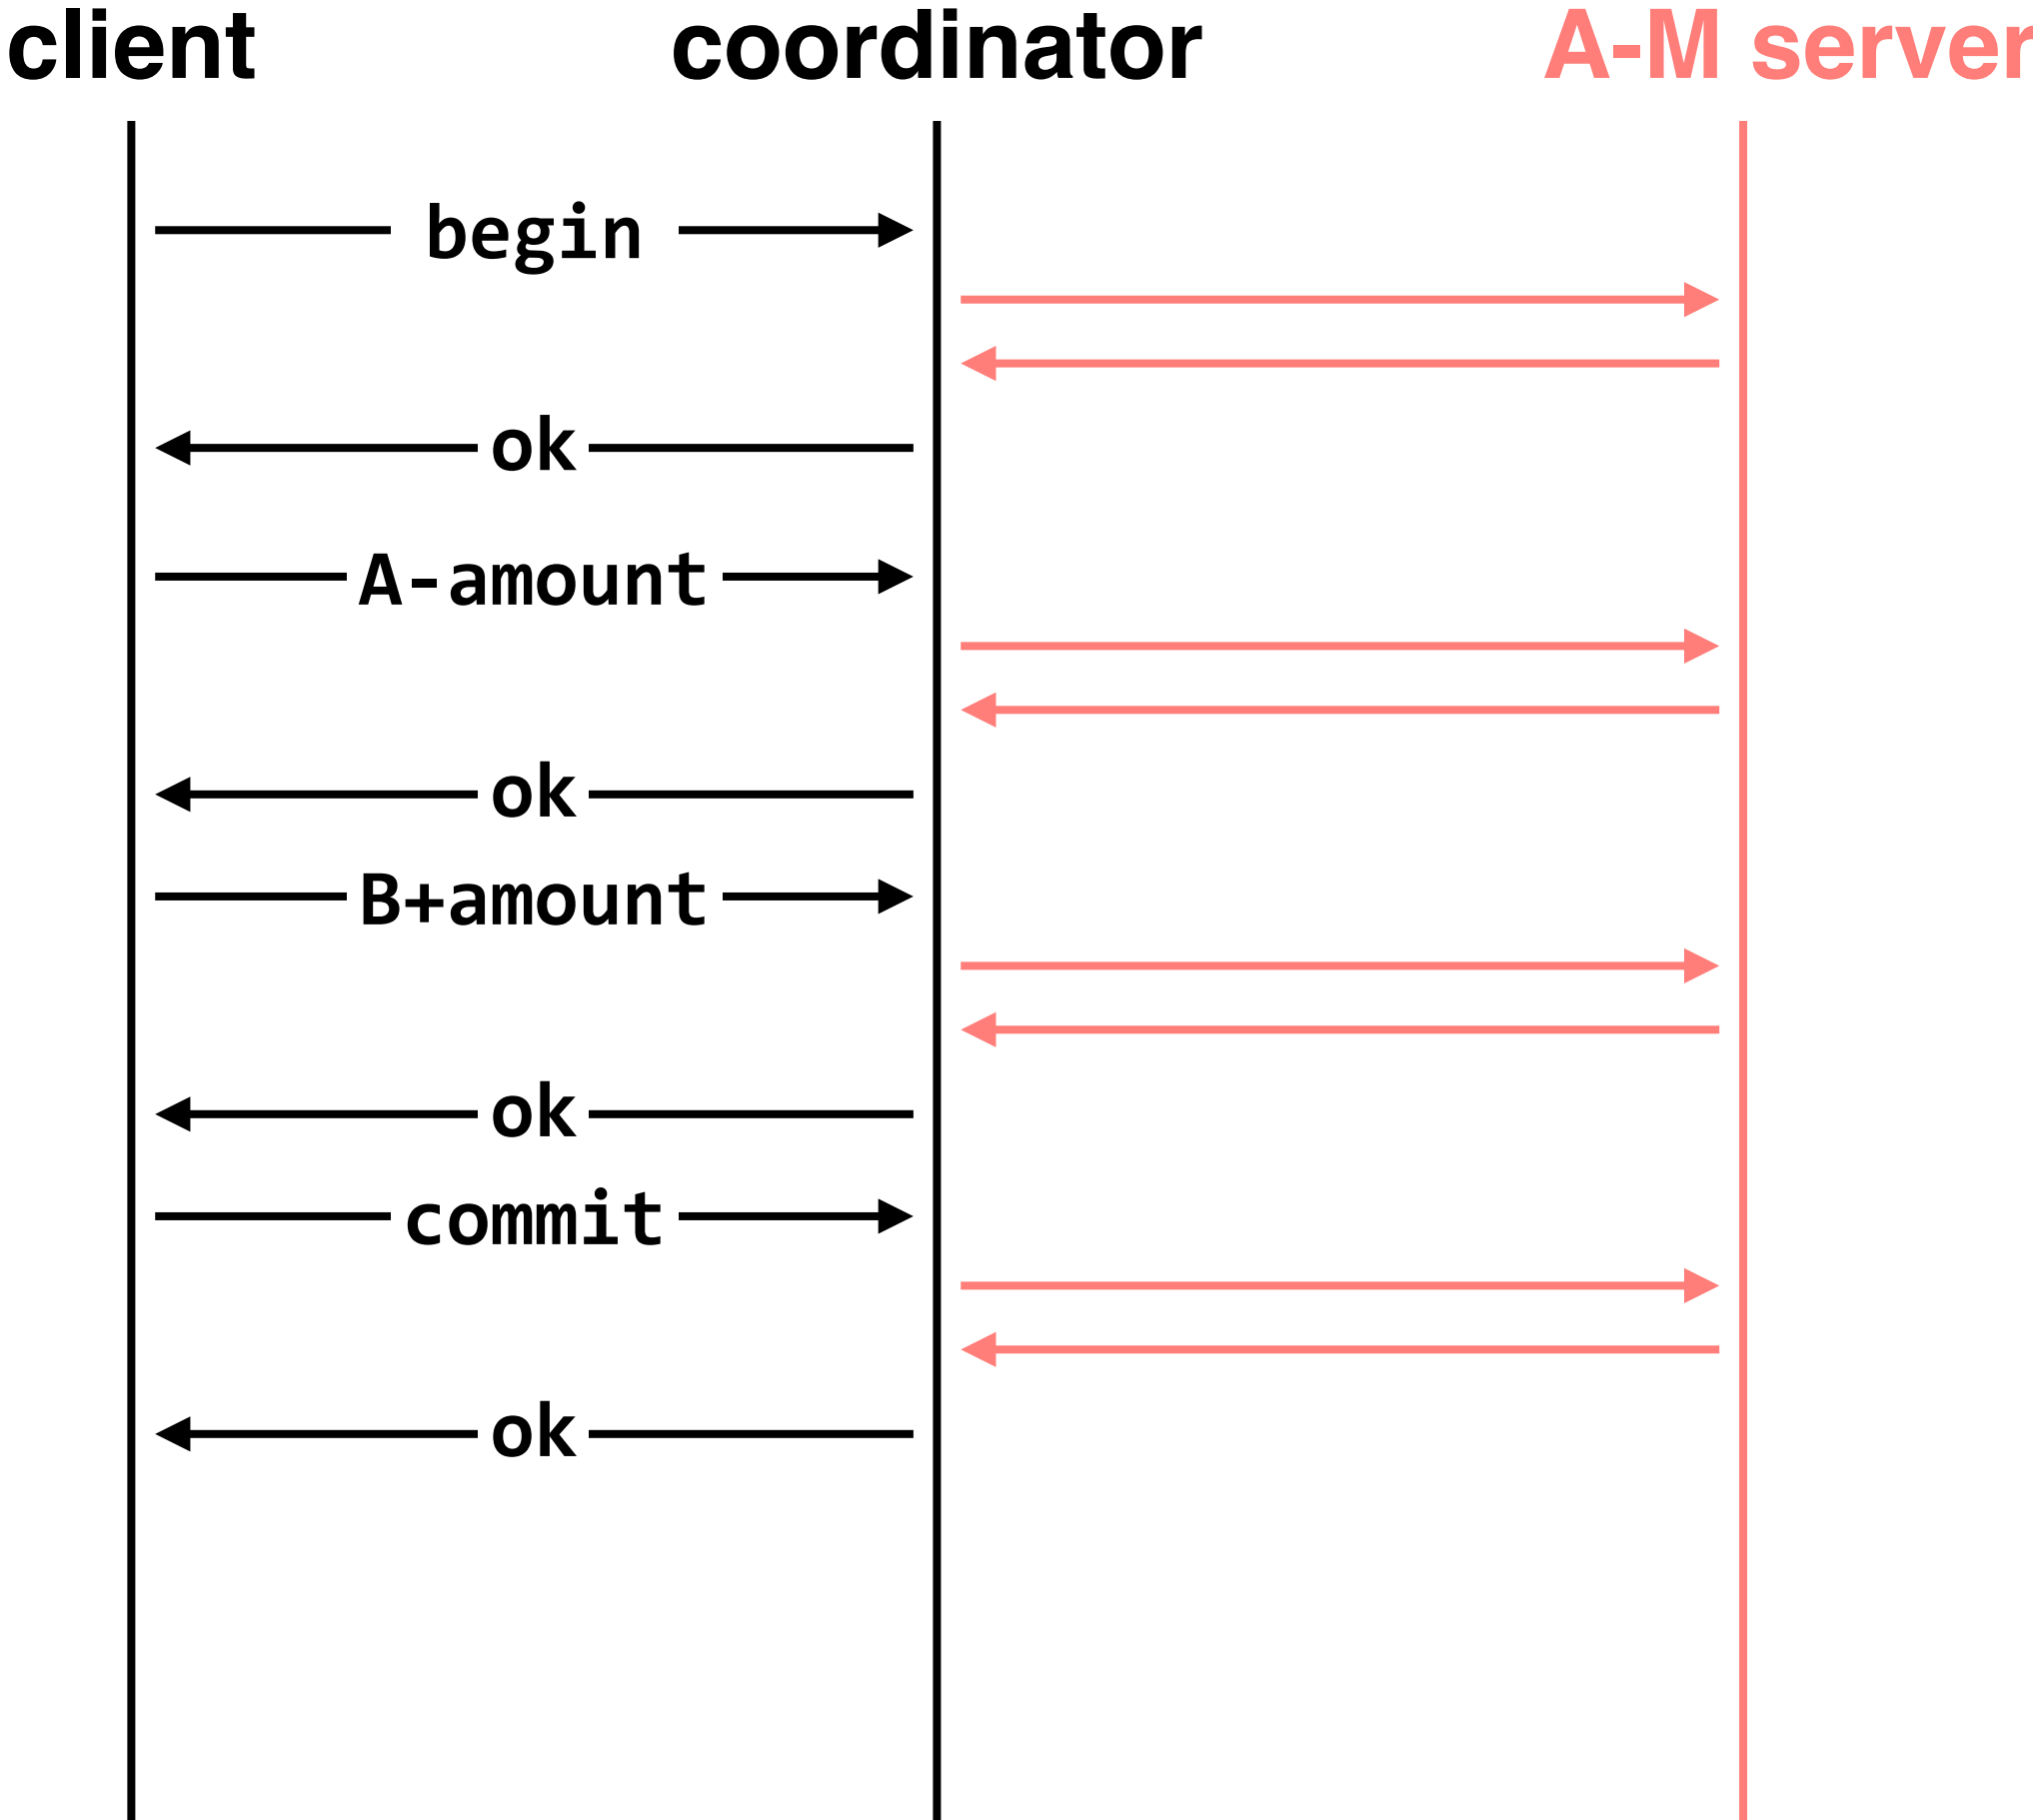 client coordinator A-M server
begin
ok
A-amount
ok
B+amount
ok
commit
ok